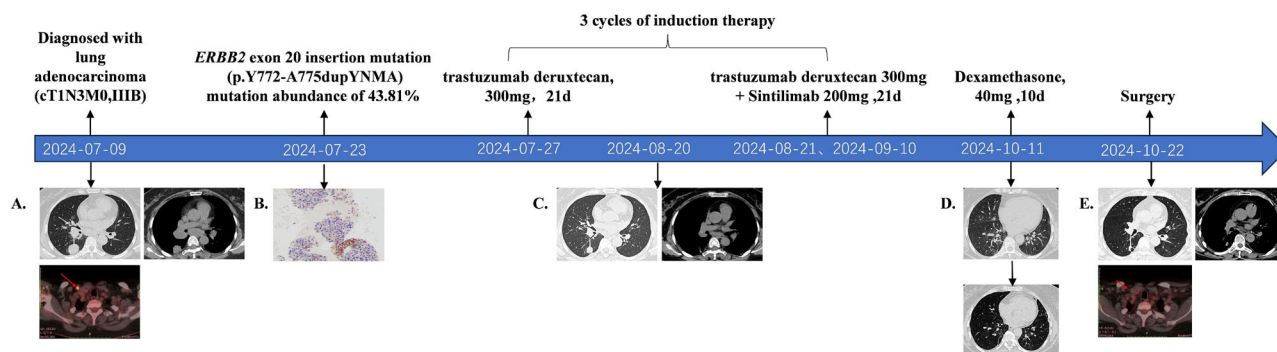 3 cycles of induction therapy
Diagnosed with
lung
adenocarcinoma
(cT1N3M0,IIIB)
ERBB2 exon 20 insertion mutation
(p.Y772-A775dupYNMA)
mutation abundance of 43.81%
trastuzumab deruxtecan,
300mg, 21d
trastuzumab deruxtecan 300mg
+ Sintilimab 200mg ,21d
Dexamethasone,
40mg ,10d
Surgery
2024-07-09
2024-07-23
2024-07-27
2024-08-20
2024-08-21、2024-09-10
2024-10-11
2024-10-22
A.
B.
C.
D.
E.